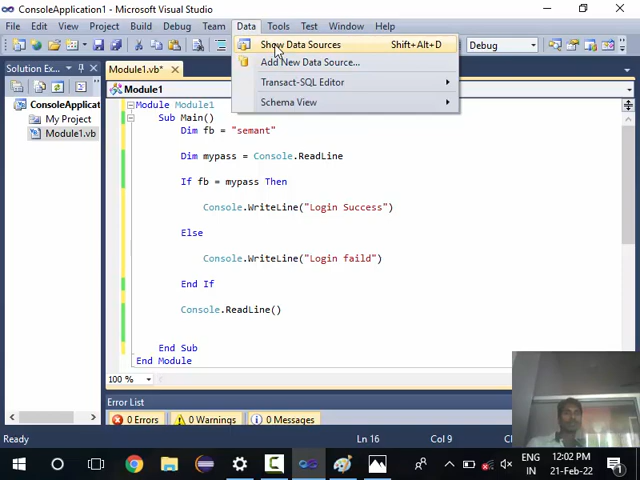 ConsoleApplication1 - Microsoft Visual Studio
File Edit View Project Build Debug Team Data Tools Test Window Help
Show Data Sources Shift+Alt+D
Debug
Add New Data Source...
Transact-SQL Editor
Schema View
Solution En...
Module1.vb*
Module1
ConsoleApplicat
My Project
Module1.vb
Module Module1
Sub Main()
Dim fb = "semant"
Dim mypass = Console.ReadLine
If fb = mypass Then
Console.WriteLine("Login Success")
Else
Console.WriteLine("Login faild")
End If
Console.ReadLine()
End Sub
End Module
100 %
Error List
0 Errors 0 Warnings 0 Messages
Ready Ln 16 Col 9
ENG
IN
12:02 PM
21-Feb-22